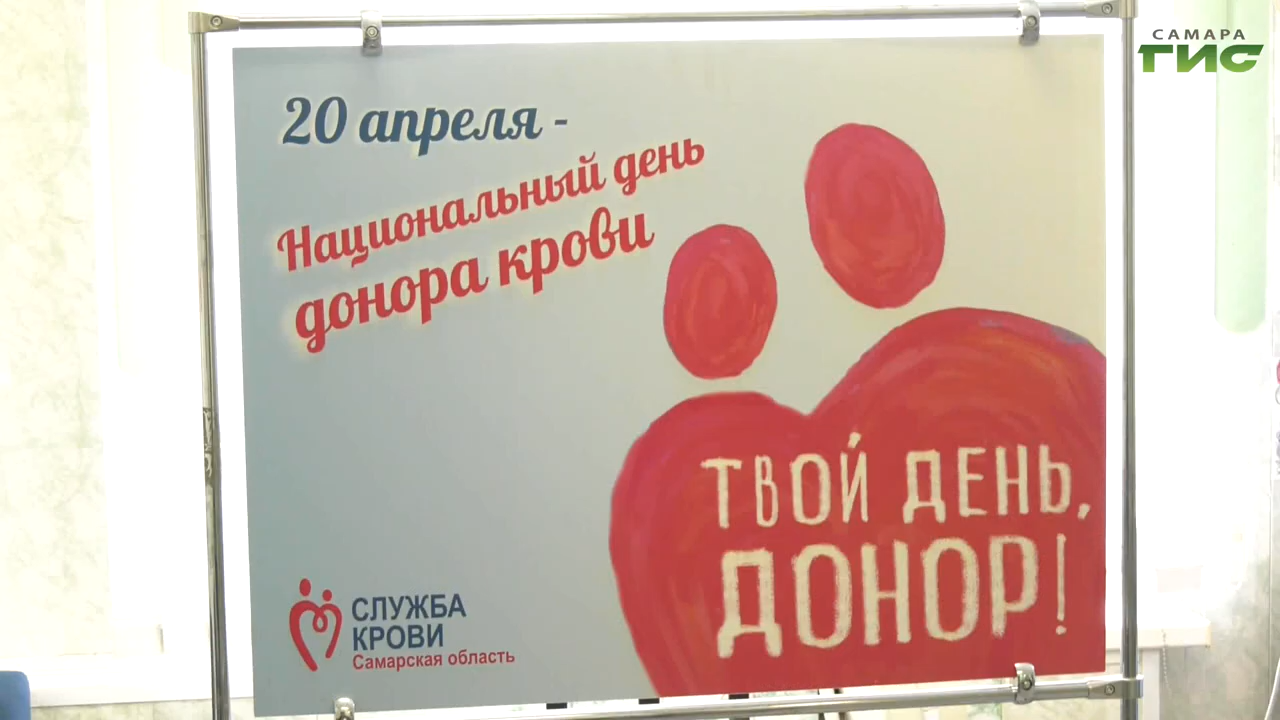 САМАРА
ГИС
20 апреля -
Национальный день
донора крови
ТВОЙ ДЕНЬ,
ДОНОР!
СЛУЖБА
КРОВИ
Самарская область